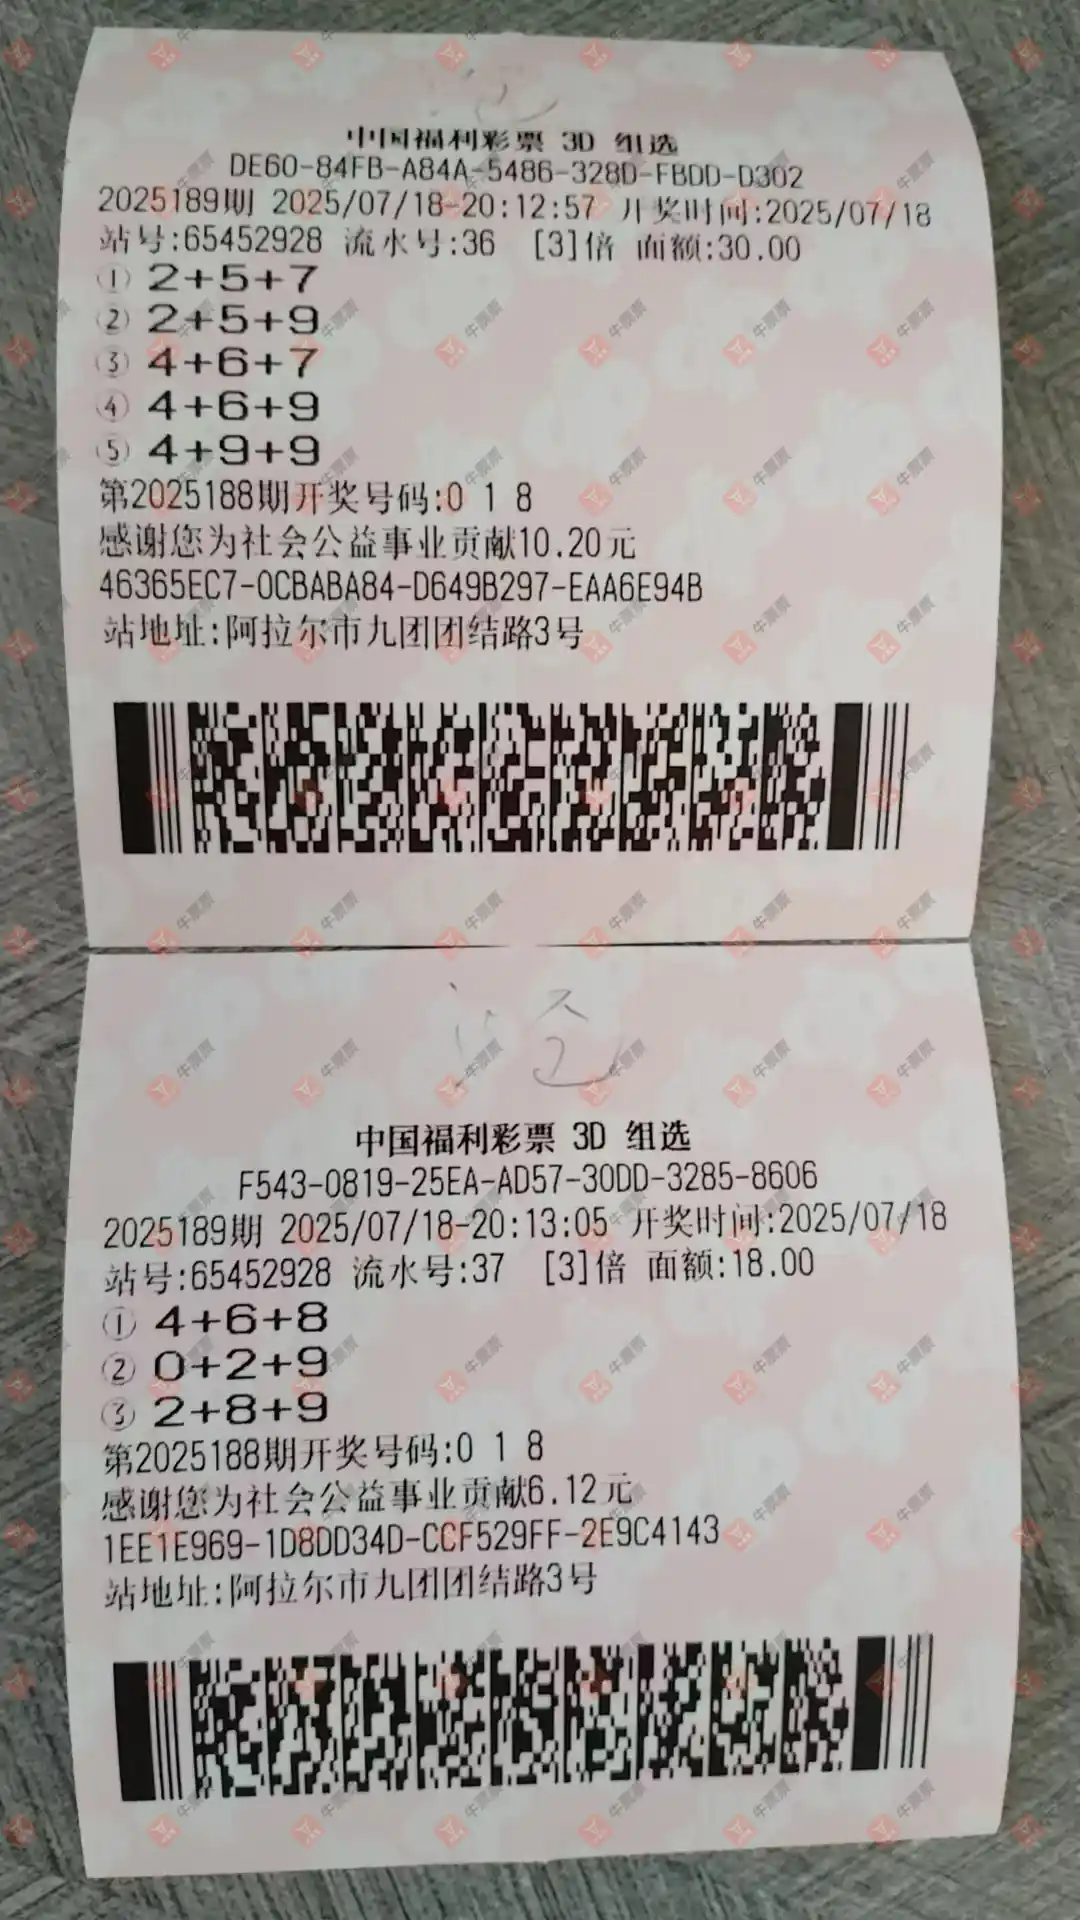 中国福利彩票 3D 组选
DE60-84FB-A84A-5486-328D-FBDD-D302
2025189期 2025/07/18-20:12:57 开奖时间:2025/07/18
站号:65452928 流水号:36 [3]倍 面额:30.00
① 2+5+7
② 2+5+9
③ 4+6+7
④ 4+6+9
⑤ 4+9+9
第2025188期开奖号码:0 1 8
感谢您为社会公益事业贡献10.20元
46365EC7-0CBABA84-D649B297-EAA6E94B
站地址:阿拉尔市九团团结路3号
中国福利彩票 3D 组选
F543-0819-25EA-AD57-30DD-3285-8606
2025189期 2025/07/18-20:13:05 开奖时间:2025/07/18
站号:65452928 流水号:37 [3]倍 面额:18.00
① 4+6+8
② 0+2+9
③ 2+8+9
第2025188期开奖号码:0 1 8
感谢您为社会公益事业贡献6.12元
1EE1E969-1D8DD34D-CCF529FF-2E9C4143
站地址:阿拉尔市九团团结路3号
牛票票